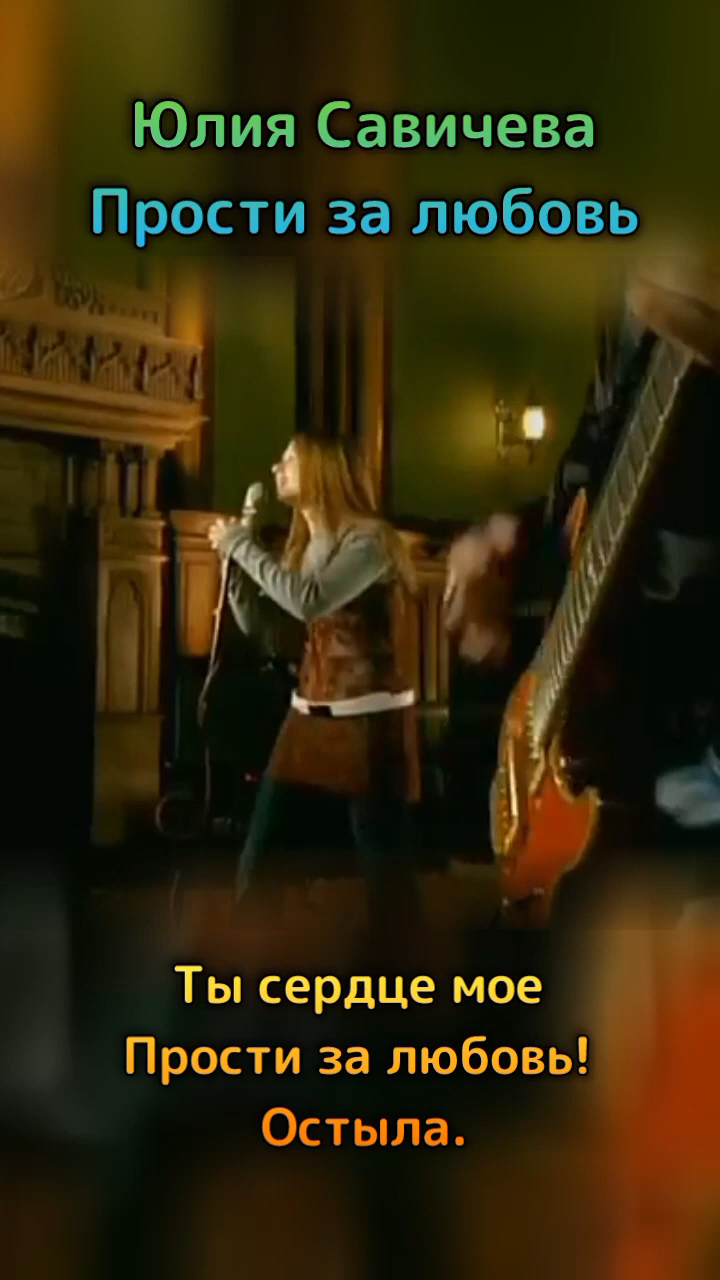 Юлия Савичева
Прости за любовь
Ты сердце мое
Прости за любовь!
Остыла.